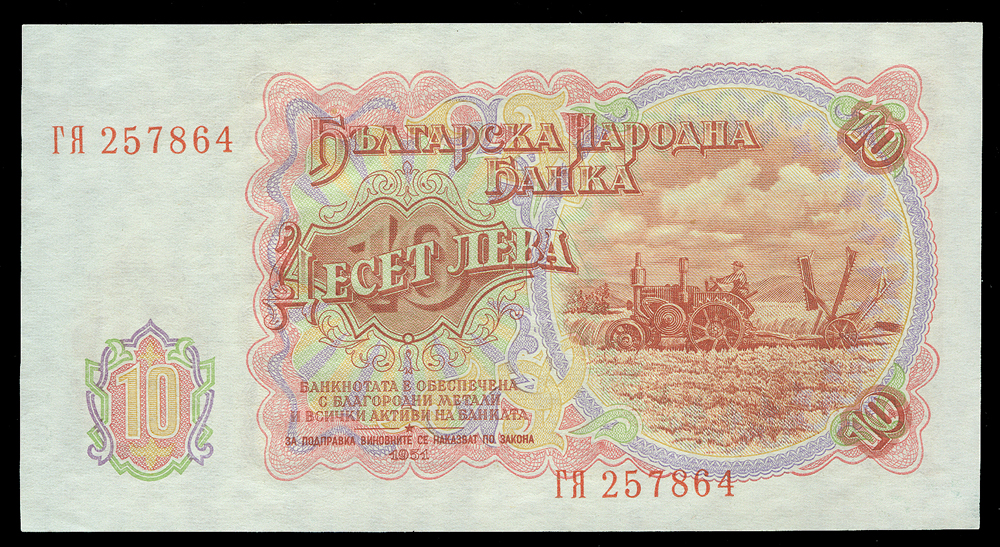 ГЯ 257864
Българска Народна
Банка
10
10
Десет лева
10
БАНКНОТАТА Е ОБЕЗПЕЧЕНА
С БЛАГОРОДНИ МЕТАЛИ
И ВСИЧКИ АКТИВИ НА БАНКАТА
ЗА ПОДПРАВКА ВИНОВНИТЕ СЕ НАКАЗВАТ ПО ЗАКОНА
1951
10
ГЯ 257864